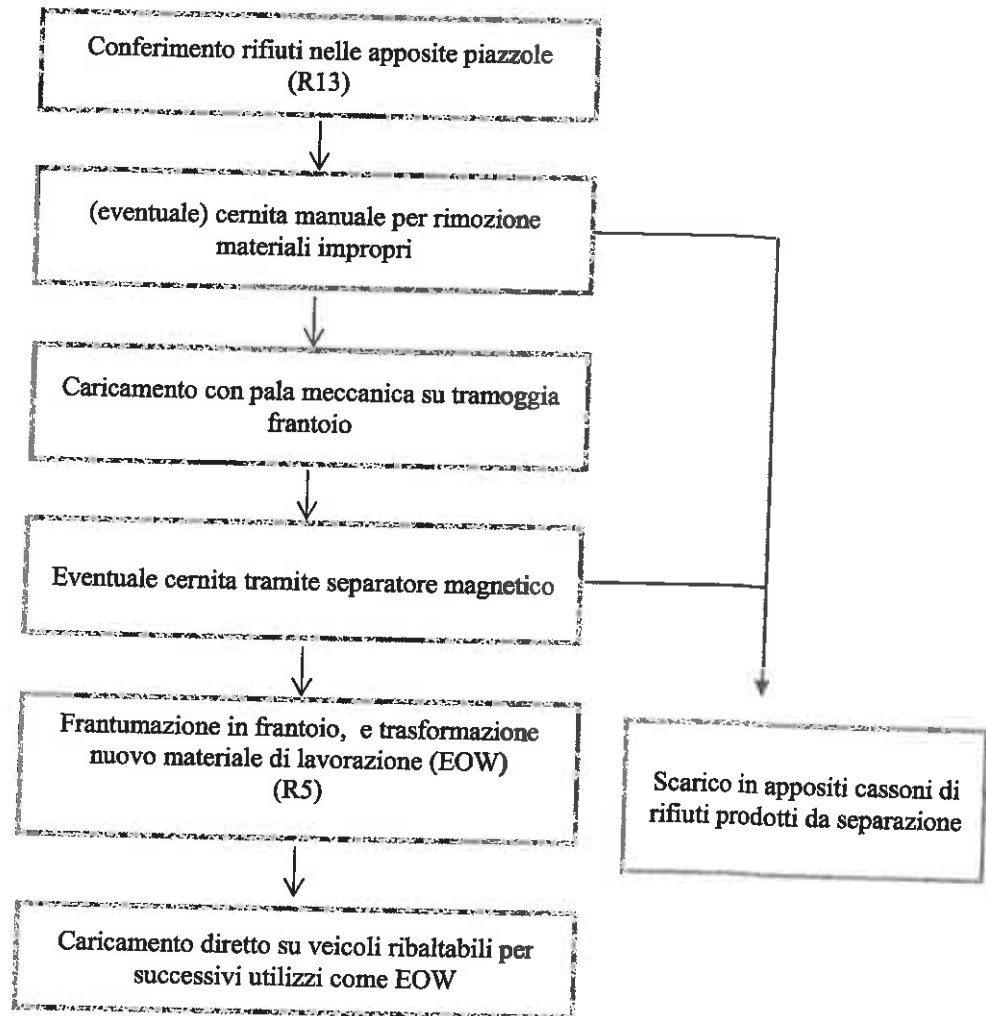 Conferimento rifiuti nelle apposite piazzole
(R13)
(eventuale) cernita manuale per rimozione
materiali impropri
Caricamento con pala meccanica su tramoggia
frantoio
Eventuale cernita tramite separatore magnetico
Frantumazione in frantoio, e trasformazione
nuovo materiale di lavorazione (EOW)
(R5)
Scarico in appositi cassoni di
rifiuti prodotti da separazione
Caricamento diretto su veicoli ribaltabili per
successivi utilizzi come EOW